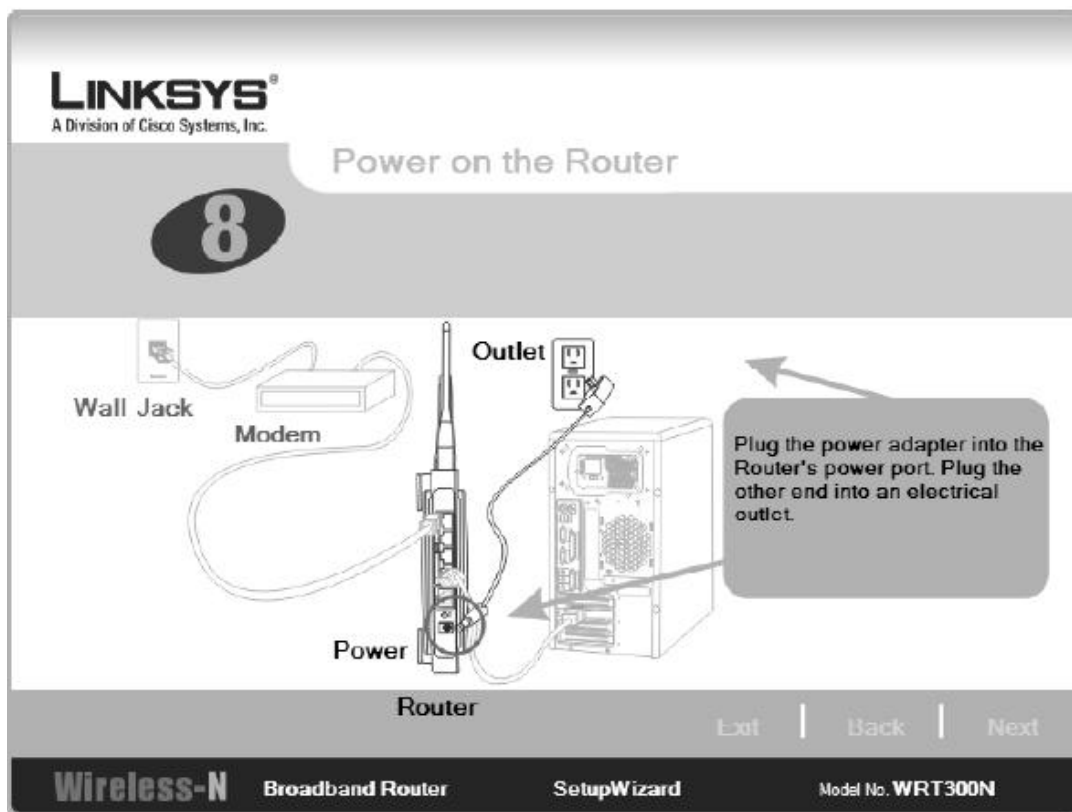 LINKSYS®
A Division of Cisco Systems, Inc.
Power on the Router
8
Outlet
Wall Jack
Modem
Plug the power adapter into the
Router's power port. Plug the
other end into an electrical
outlet.
Power
Router
Exit Back Next
Wireless-N Broadband Router SetupWizard Model No. WRT300N